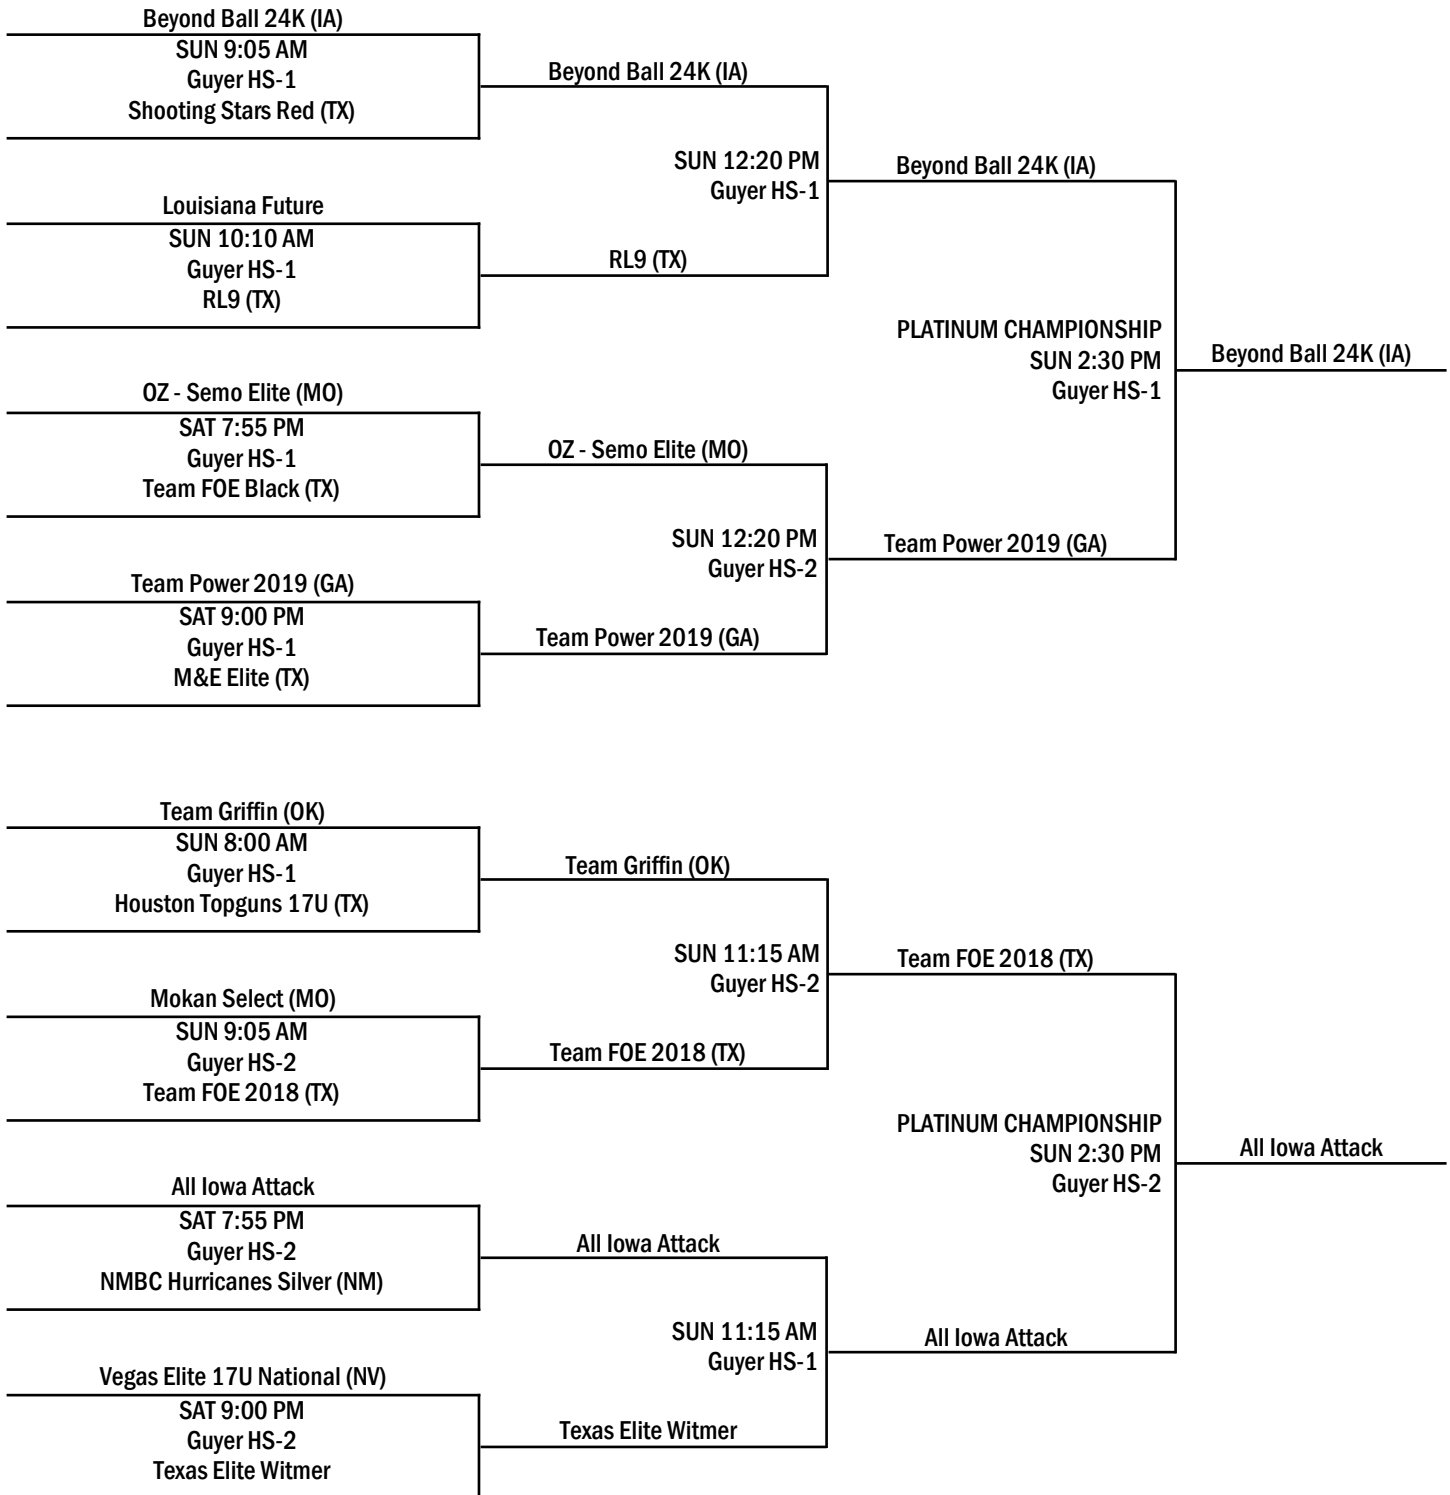 Beyond Ball 24K (IA)
SUN 9:05 AM
Guyer HS-1
Shooting Stars Red (TX)
Beyond Ball 24K (IA)
SUN 12:20 PM
Guyer HS-1
Beyond Ball 24K (IA)
Louisiana Future
SUN 10:10 AM
Guyer HS-1
RL9 (TX)
RL9 (TX)
PLATINUM CHAMPIONSHIP
SUN 2:30 PM
Guyer HS-1
Beyond Ball 24K (IA)
OZ - Semo Elite (MO)
SAT 7:55 PM
Guyer HS-1
Team FOE Black (TX)
OZ - Semo Elite (MO)
SUN 12:20 PM
Guyer HS-2
Team Power 2019 (GA)
Team Power 2019 (GA)
SAT 9:00 PM
Guyer HS-1
M&E Elite (TX)
Team Power 2019 (GA)
Team Griffin (OK)
SUN 8:00 AM
Guyer HS-1
Houston Topguns 17U (TX)
Team Griffin (OK)
SUN 11:15 AM
Guyer HS-2
Team FOE 2018 (TX)
Mokan Select (MO)
SUN 9:05 AM
Guyer HS-2
Team FOE 2018 (TX)
Team FOE 2018 (TX)
PLATINUM CHAMPIONSHIP
SUN 2:30 PM
Guyer HS-2
All Iowa Attack
All Iowa Attack
SAT 7:55 PM
Guyer HS-2
NMBC Hurricanes Silver (NM)
All Iowa Attack
SUN 11:15 AM
Guyer HS-1
All Iowa Attack
Vegas Elite 17U National (NV)
SAT 9:00 PM
Guyer HS-2
Texas Elite Witmer
Texas Elite Witmer